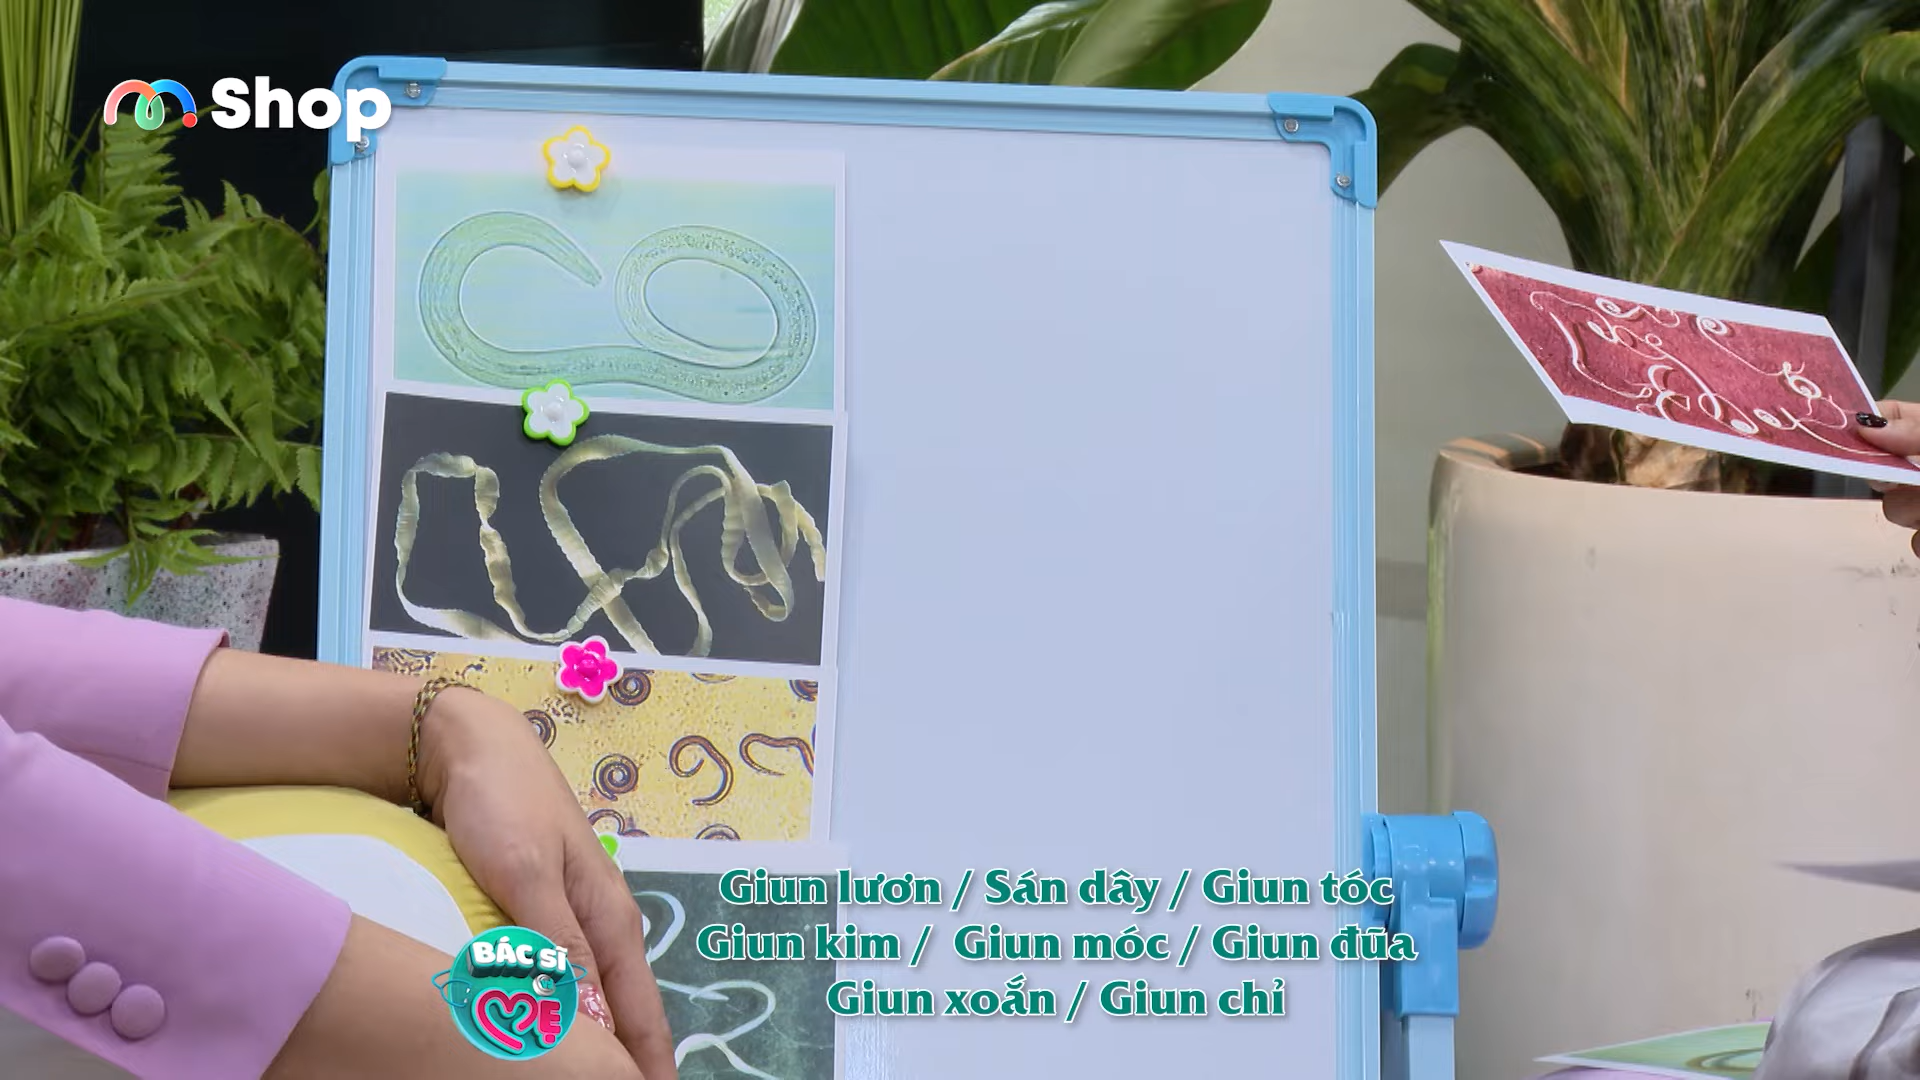 Shop
Giun lươn / Sán dây / Giun tóc
Giun kim / Giun móc / Giun đũa
Giun xoắn / Giun chỉ
BÁC SĨ
MẸ